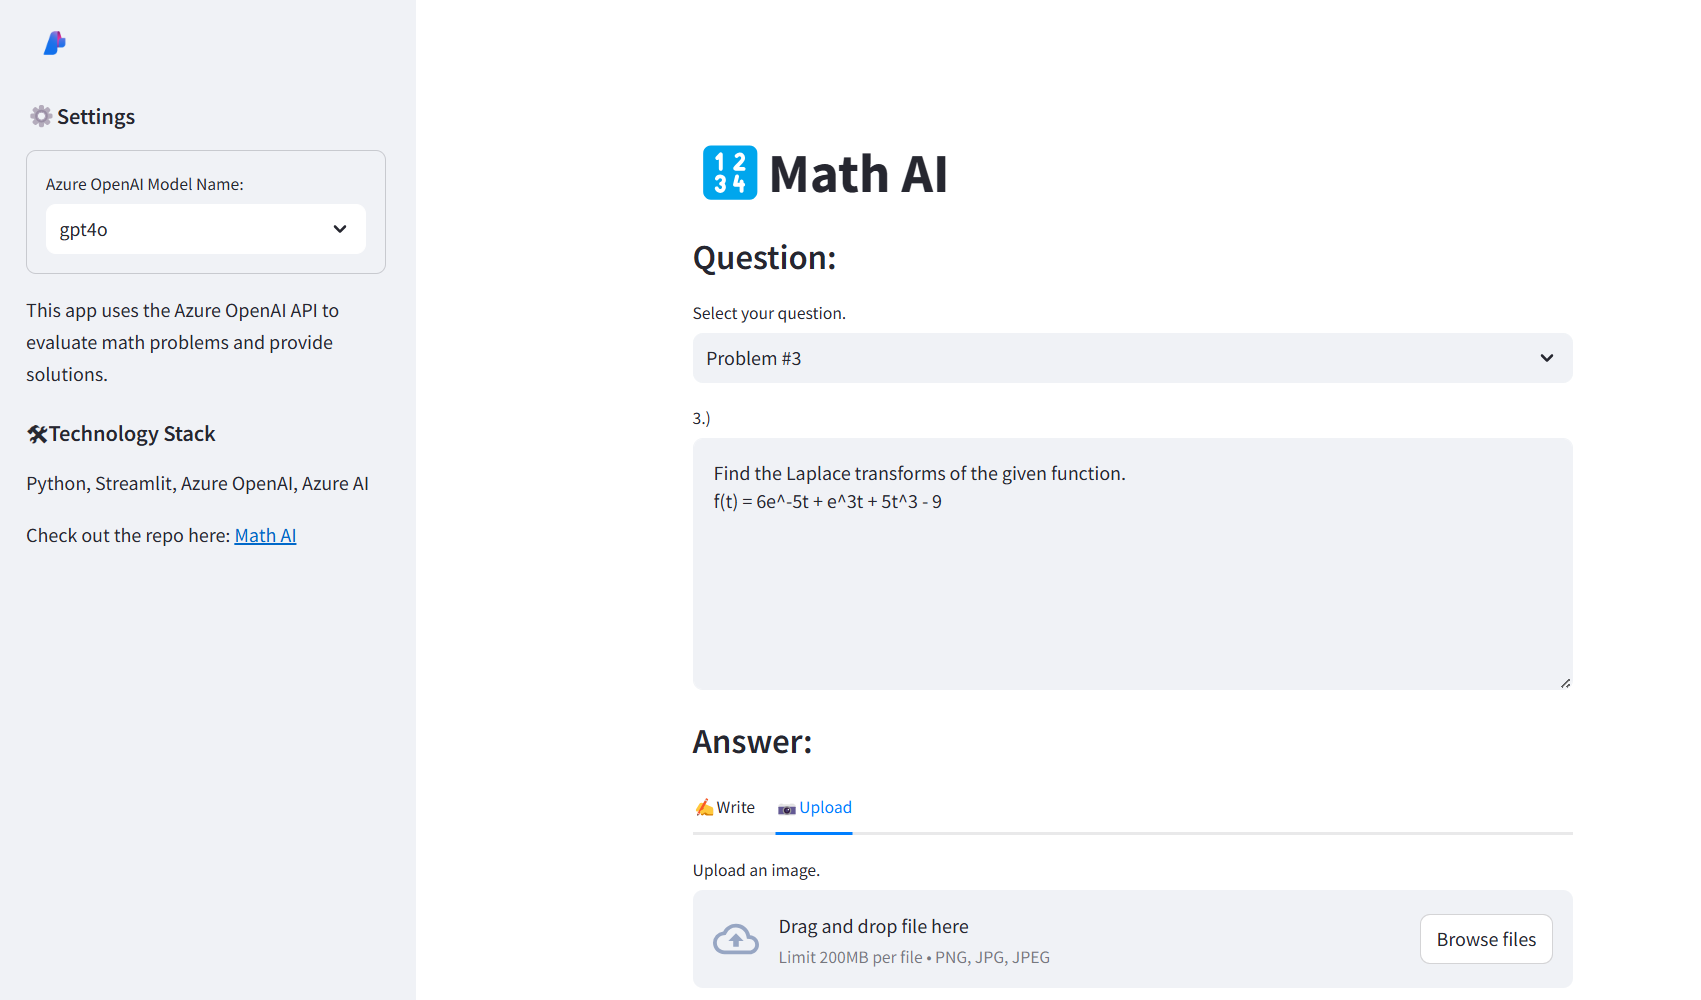 ⚙️ Settings
Azure OpenAI Model Name:
gpt4o
This app uses the Azure OpenAI API to
evaluate math problems and provide
solutions.
🛠Technology Stack
Python, Streamlit, Azure OpenAI, Azure AI
Check out the repo here: Math AI
🔢 Math AI
Question:
Select your question.
Problem #3
3.)
Find the Laplace transforms of the given function.
f(t) = 6e^-5t + e^3t + 5t^3 - 9
Answer:
✍️Write 📷Upload
Upload an image.
Drag and drop file here
Limit 200MB per file • PNG, JPG, JPEG
Browse files